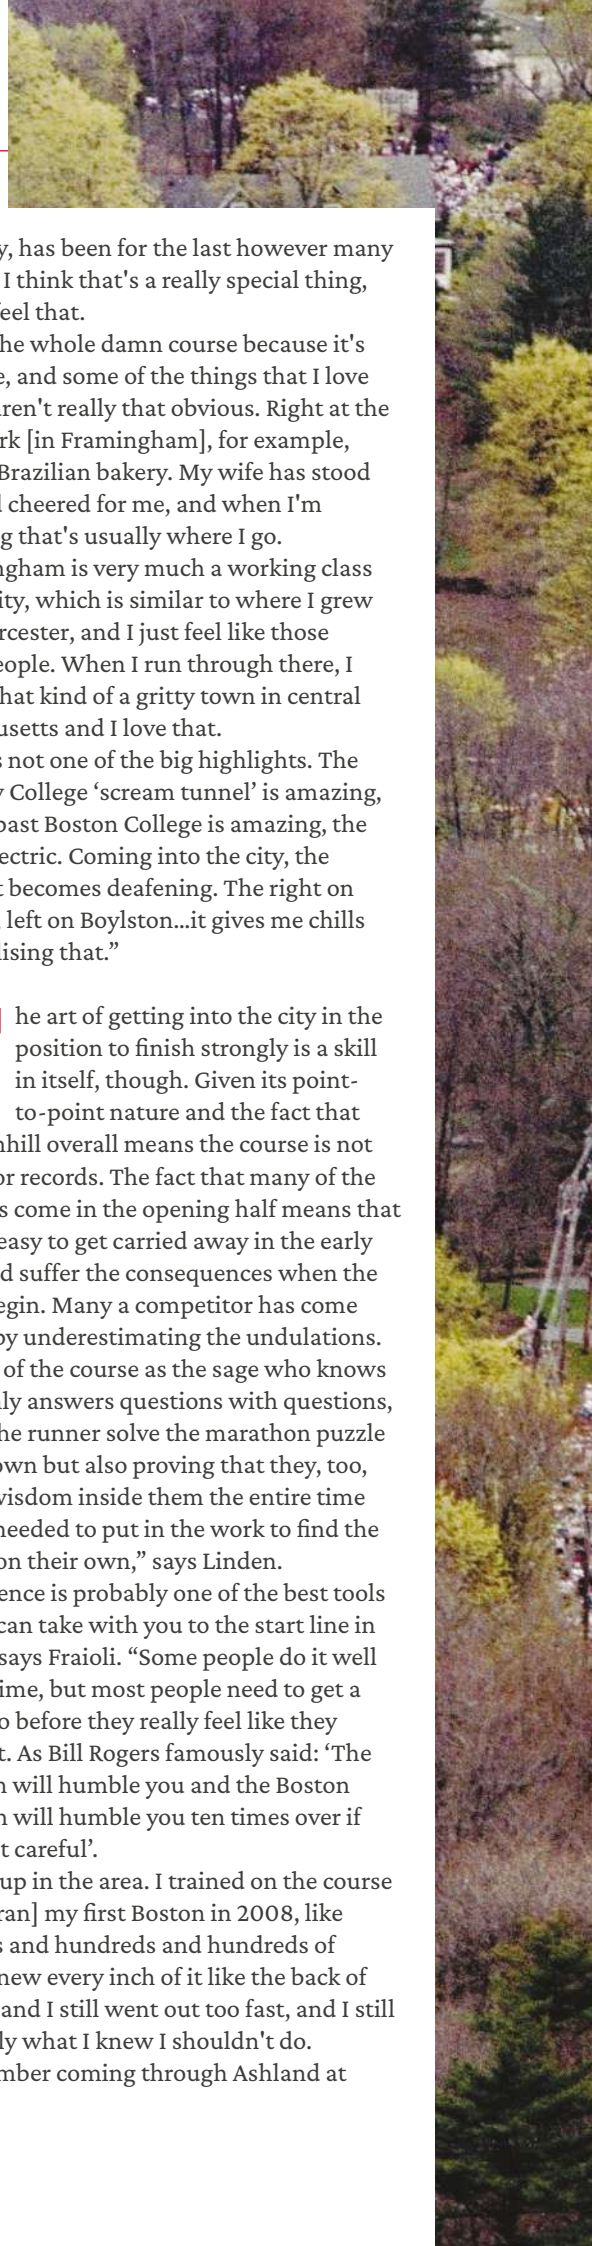 y, has been for the last however many
I think that's a really special thing,
eel that.
he whole damn course because it's
e, and some of the things that I love
ren't really that obvious. Right at the
rk [in Framingham], for example,
Brazilian bakery. My wife has stood
d cheered for me, and when I'm
g that's usually where I go.
ngham is very much a working class
ity, which is similar to where I grew
rcester, and I just feel like those
eople. When I run through there, I
hat kind of a gritty town in central
usetts and I love that.
s not one of the big highlights. The
y College ‘scream tunnel’ is amazing,
past Boston College is amazing, the
ectric. Coming into the city, the
t becomes deafening. The right on
, left on Boylston...it gives me chills
lising that.”
he art of getting into the city in the
position to finish strongly is a skill
in itself, though. Given its point-
to-point nature and the fact that
nhill overall means the course is not
or records. The fact that many of the
s come in the opening half means that
easy to get carried away in the early
d suffer the consequences when the
egin. Many a competitor has come
by underestimating the undulations.
of the course as the sage who knows
ly answers questions with questions,
he runner solve the marathon puzzle
own but also proving that they, too,
wisdom inside them the entire time
needed to put in the work to find the
on their own,” says Linden.
ence is probably one of the best tools
can take with you to the start line in
says Fraioli. “Some people do it well
ime, but most people need to get a
o before they really feel like they
t. As Bill Rogers famously said: ‘The
n will humble you and the Boston
n will humble you ten times over if
t careful’.
up in the area. I trained on the course
ran] my first Boston in 2008, like
s and hundreds and hundreds of
new every inch of it like the back of
and I still went out too fast, and I still
ly what I knew I shouldn't do.
mber coming through Ashland at